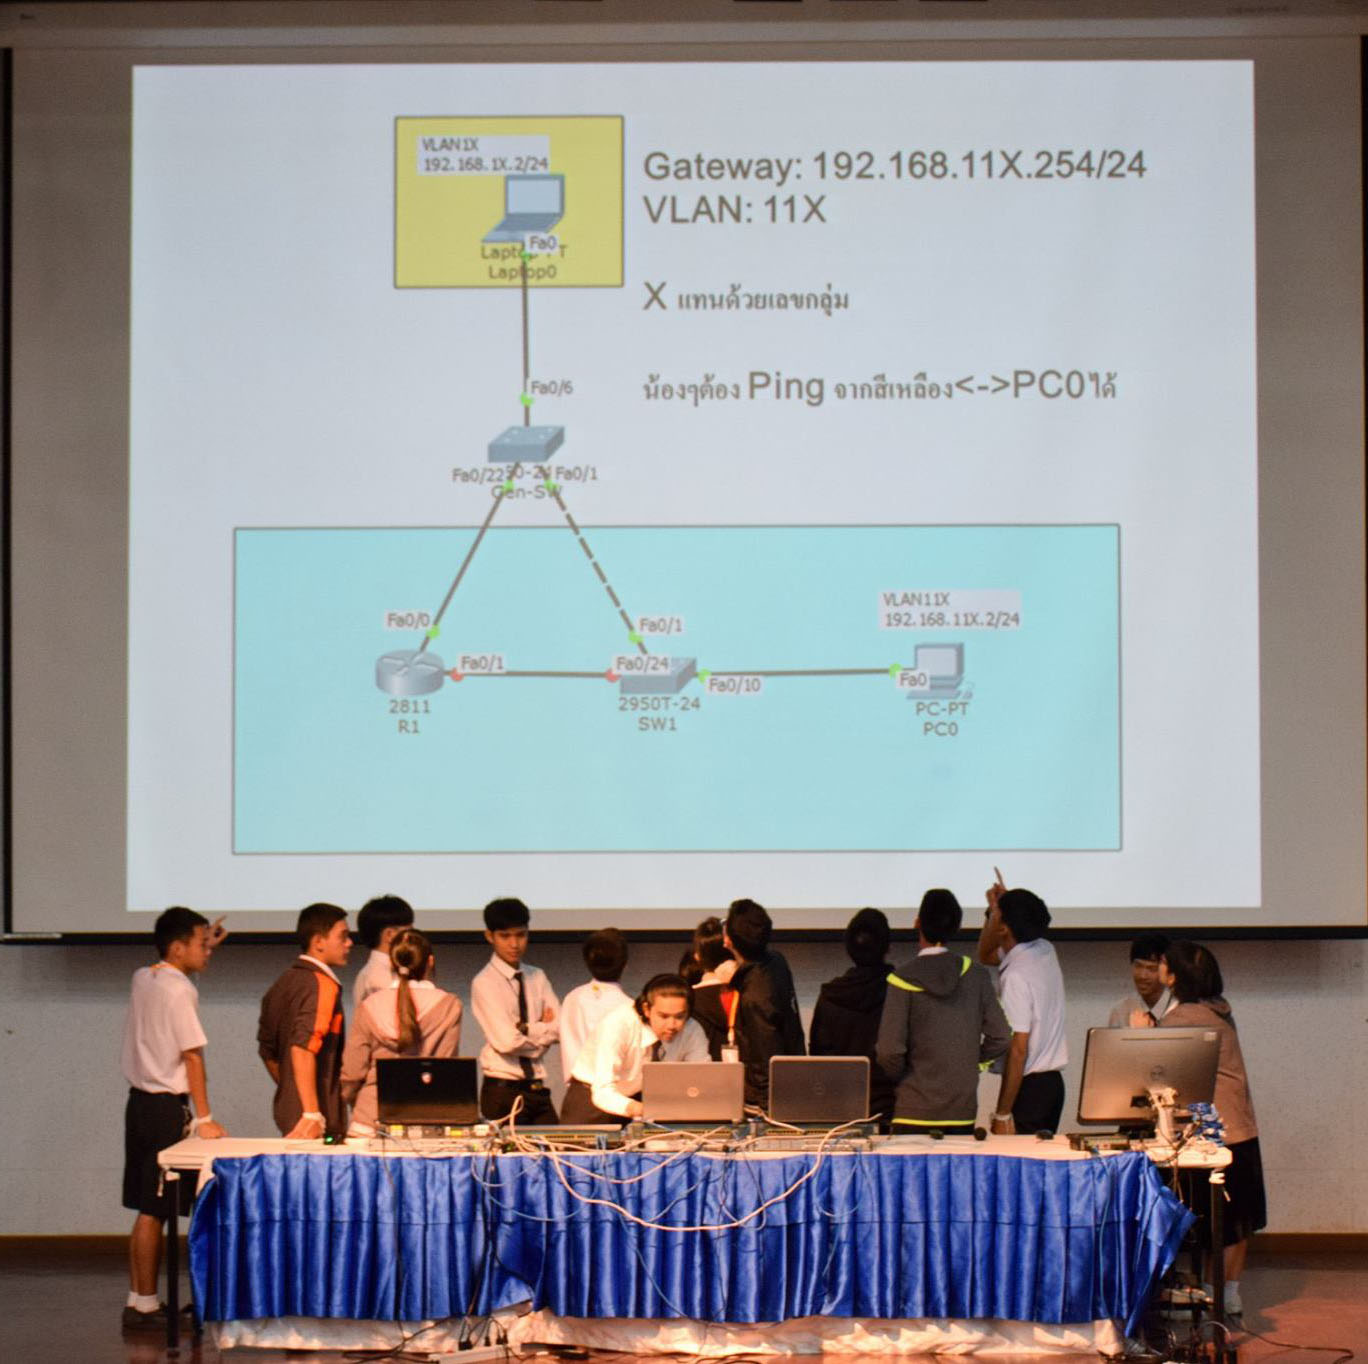 VLAN1X
192.168.1X.2/24
Fa0
Laptop0
Gateway: 192.168.11X.254/24
VLAN: 11X
X แทนด้วยเลขกลุ่ม
น้องๆต้อง Ping จากสีเหลือง<->PC0ได้
Fa0/6
Fa0/22
Fa0/1
Gen-SW
VLAN11X
192.168.11X.2/24
Fa0/0
Fa0/1
Fa0/1
Fa0/24
Fa0/10
Fa0
2811
R1
2950T-24
SW1
PC-PT
PC0